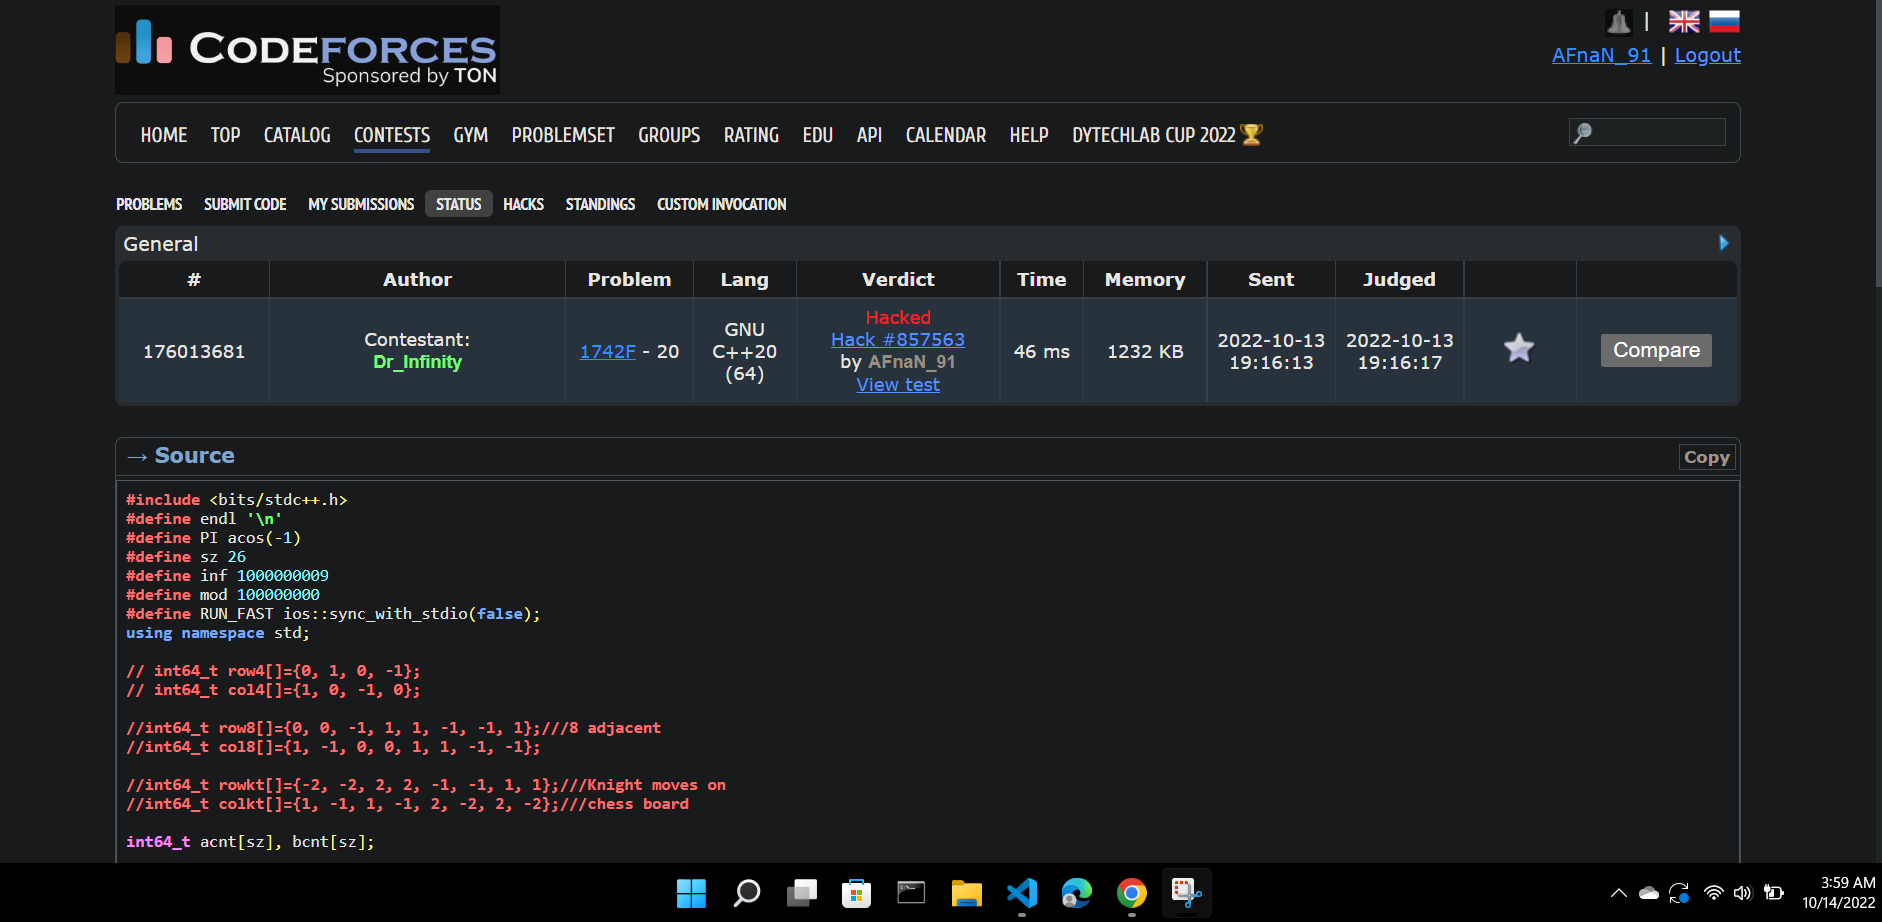 CODEFORCES
Sponsored by TON
|
AFnaN_91 | Logout
HOME TOP CATALOG CONTESTS GYM PROBLEMSET GROUPS RATING EDU API CALENDAR HELP DYTECHLAB CUP 2022
PROBLEMS SUBMIT CODE MY SUBMISSIONS STATUS HACKS STANDINGS CUSTOM INVOCATION
General
# Author Problem Lang Verdict Time Memory Sent Judged
176013681 Contestant: Dr_Infinity 1742F - 20 GNU C++20 (64) Hacked Hack #857563 by AFnaN_91 View test 46 ms 1232 KB 2022-10-13 19:16:13 2022-10-13 19:16:17 Compare
→ Source Copy
#include <bits/stdc++.h>
#define endl '\n'
#define PI acos(-1)
#define sz 26
#define inf 1000000009
#define mod 100000000
#define RUN_FAST ios::sync_with_stdio(false);
using namespace std;
// int64_t row4[]={0, 1, 0, -1};
// int64_t col4[]={1, 0, -1, 0};
//int64_t row8[]={0, 0, -1, 1, 1, -1, -1, 1};///8 adjacent
//int64_t col8[]={1, -1, 0, 0, 1, 1, -1, -1};
//int64_t rowkt[]={-2, -2, 2, 2, -1, -1, 1, 1};///Knight moves on
//int64_t colkt[]={1, -1, 1, -1, 2, -2, 2, -2};///chess board
int64_t acnt[sz], bcnt[sz];
3:59 AM
10/14/2022